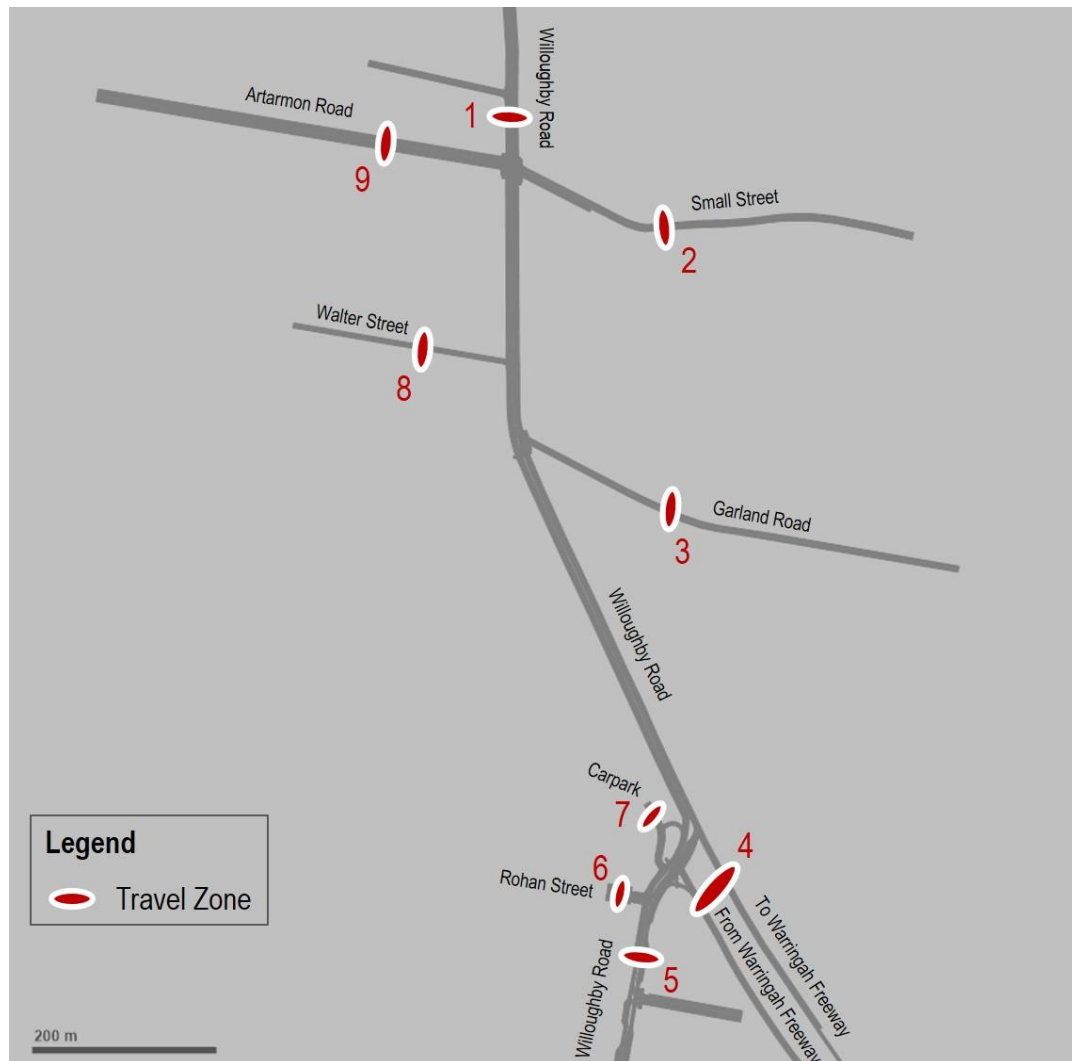 Willoughby Road
Artarmon Road
1
9
Small Street
2
Walter Street
8
Garland Road
3
Willoughby Road
Carpark
7
4
6
Rohan Street
To Warringah Freeway
From Warringah Freeway
5
Willoughby Road
Legend
Travel Zone
200 m